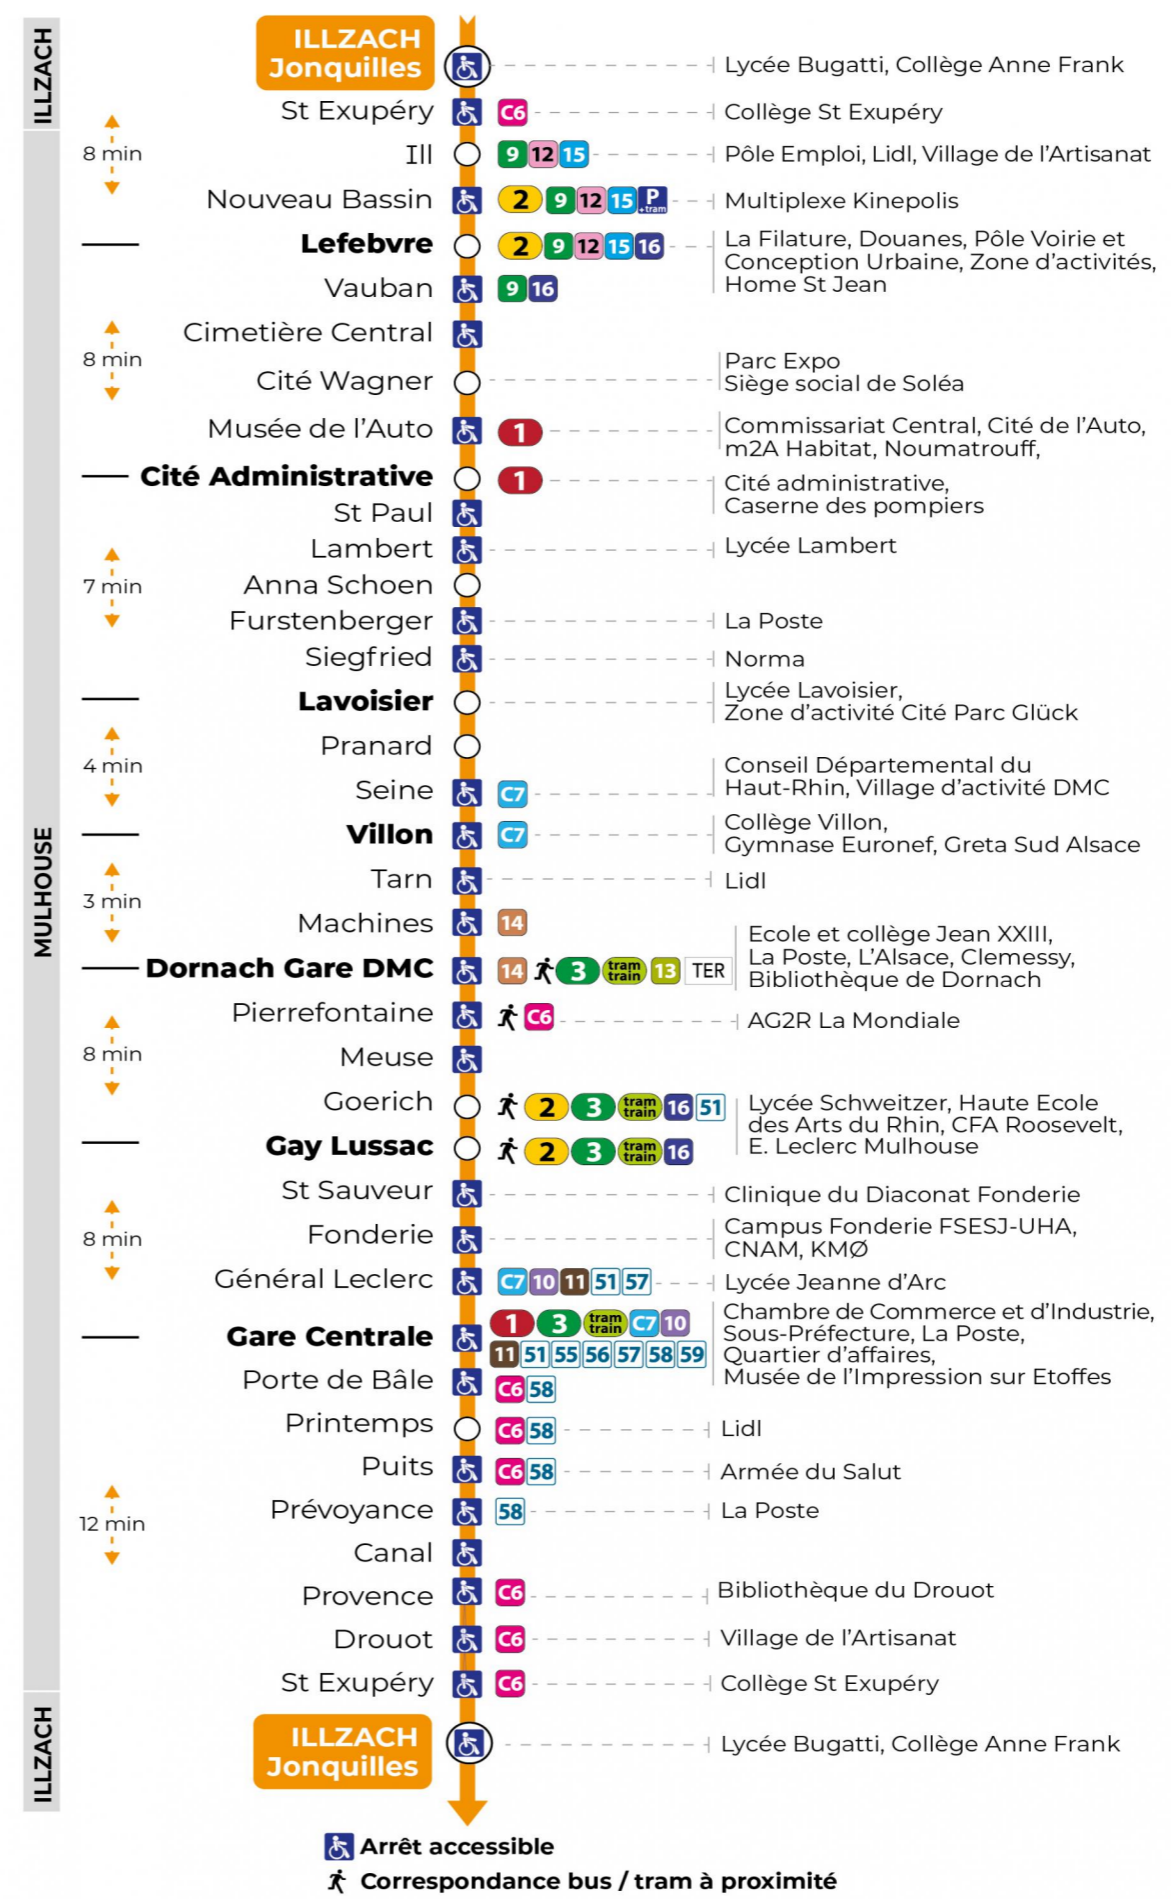 ILLZACH
ILLZACH
Jonquilles
Lycée Bugatti, Collège Anne Frank
St Exupéry
C6
Collège St Exupéry
8 min
Ill
9 12 15
Pôle Emploi, Lidl, Village de l'Artisanat
Nouveau Bassin
2 9 12 15 P
+tram
Multiplexe Kinepolis
Lefebvre
2 9 12 15 16
La Filature, Douanes, Pôle Voirie et
Conception Urbaine, Zone d'activités,
Home St Jean
Vauban
9 16
Cimetière Central
8 min
Cité Wagner
Parc Expo
Siège social de Soléa
Musée de l'Auto
1
Commissariat Central, Cité de l'Auto,
m2A Habitat, Noumatrouff,
Cité Administrative
1
Cité administrative,
Caserne des pompiers
St Paul
Lambert
Lycée Lambert
7 min
Anna Schoen
Furstenberger
La Poste
Siegfried
Norma
Lavoisier
Lycée Lavoisier,
Zone d'activité Cité Parc Glück
Pranard
4 min
Seine
C7
Conseil Départemental du
Haut-Rhin, Village d'activité DMC
MULHOUSE
Villon
C7
Collège Villon,
Gymnase Euronef, Greta Sud Alsace
Tarn
Lidl
3 min
Machines
14
Dornach Gare DMC
14 3 tram train 13 TER
Ecole et collège Jean XXIII,
La Poste, L'Alsace, Clemessy,
Bibliothèque de Dornach
Pierrefontaine
C6
AG2R La Mondiale
8 min
Meuse
Goerich
2 3 tram train 16 51
Lycée Schweitzer, Haute Ecole
des Arts du Rhin, CFA Roosevelt,
E. Leclerc Mulhouse
Gay Lussac
2 3 tram train 16
St Sauveur
Clinique du Diaconat Fonderie
8 min
Fonderie
Campus Fonderie FSESJ-UHA,
CNAM, KMØ
Général Leclerc
C7 10 11 51 57
Lycée Jeanne d'Arc
Gare Centrale
1 3 tram train C7 10
11 51 55 56 57 58 59
Chambre de Commerce et d'Industrie,
Sous-Préfecture, La Poste,
Quartier d'affaires,
Musée de l'Impression sur Etoffes
Porte de Bâle
C6 58
Printemps
C6 58
Lidl
Puits
C6 58
Armée du Salut
12 min
Prévoyance
58
La Poste
Canal
Provence
C6
Bibliothèque du Drouot
Drouot
C6
Village de l'Artisanat
St Exupéry
C6
Collège St Exupéry
ILLZACH
ILLZACH
Jonquilles
Lycée Bugatti, Collège Anne Frank
Arrêt accessible
Correspondance bus / tram à proximité